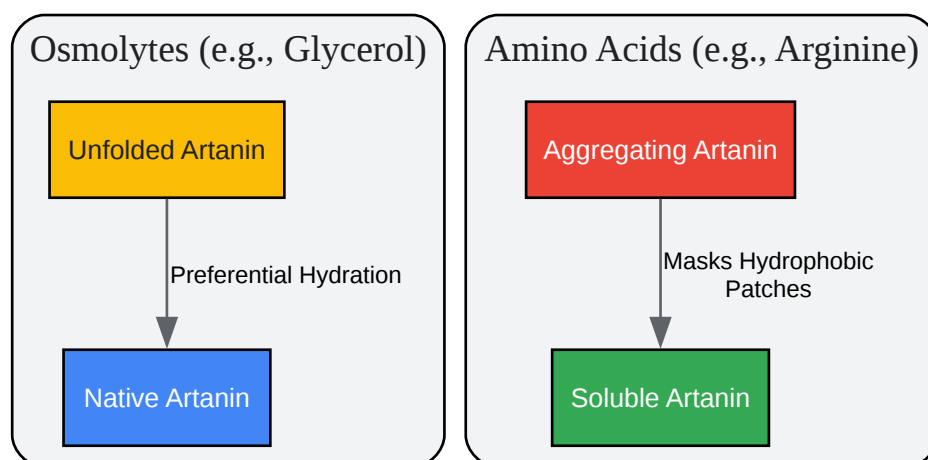 Osmolytes (e.g., Glycerol)
Unfolded Artanin
Preferential Hydration
Native Artanin
Amino Acids (e.g., Arginine)
Aggregating Artanin
Masks Hydrophobic
Patches
Soluble Artanin